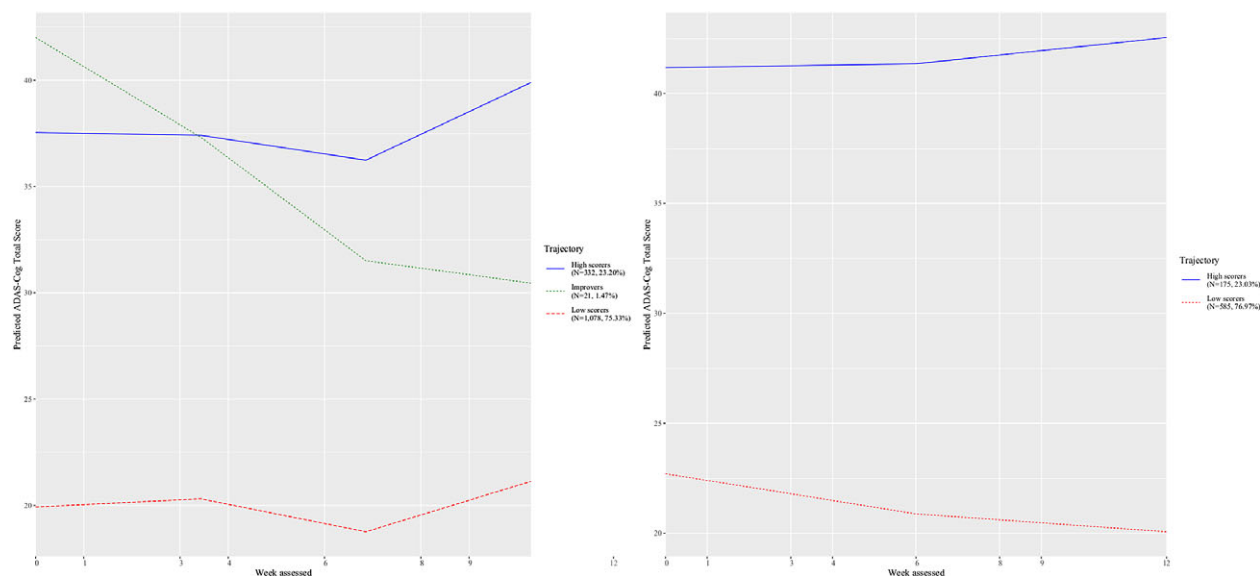 Predicted ADAS-Cog Total Score
40
35
30
25
20
0 1 3 4 6 8 9 12
Week assessed
Trajectory
High scorers
(N=332, 23.20%)
Improvers
(N=21, 1.47%)
Low scorers
(N=1,078, 75.33%)
Predicted ADAS-Cog Total Score
40
35
30
25
20
0 1 3 4 6 8 9 12
Week assessed
Trajectory
High scorers
(N=175, 23.03%)
Low scorers
(N=585, 76.97%)